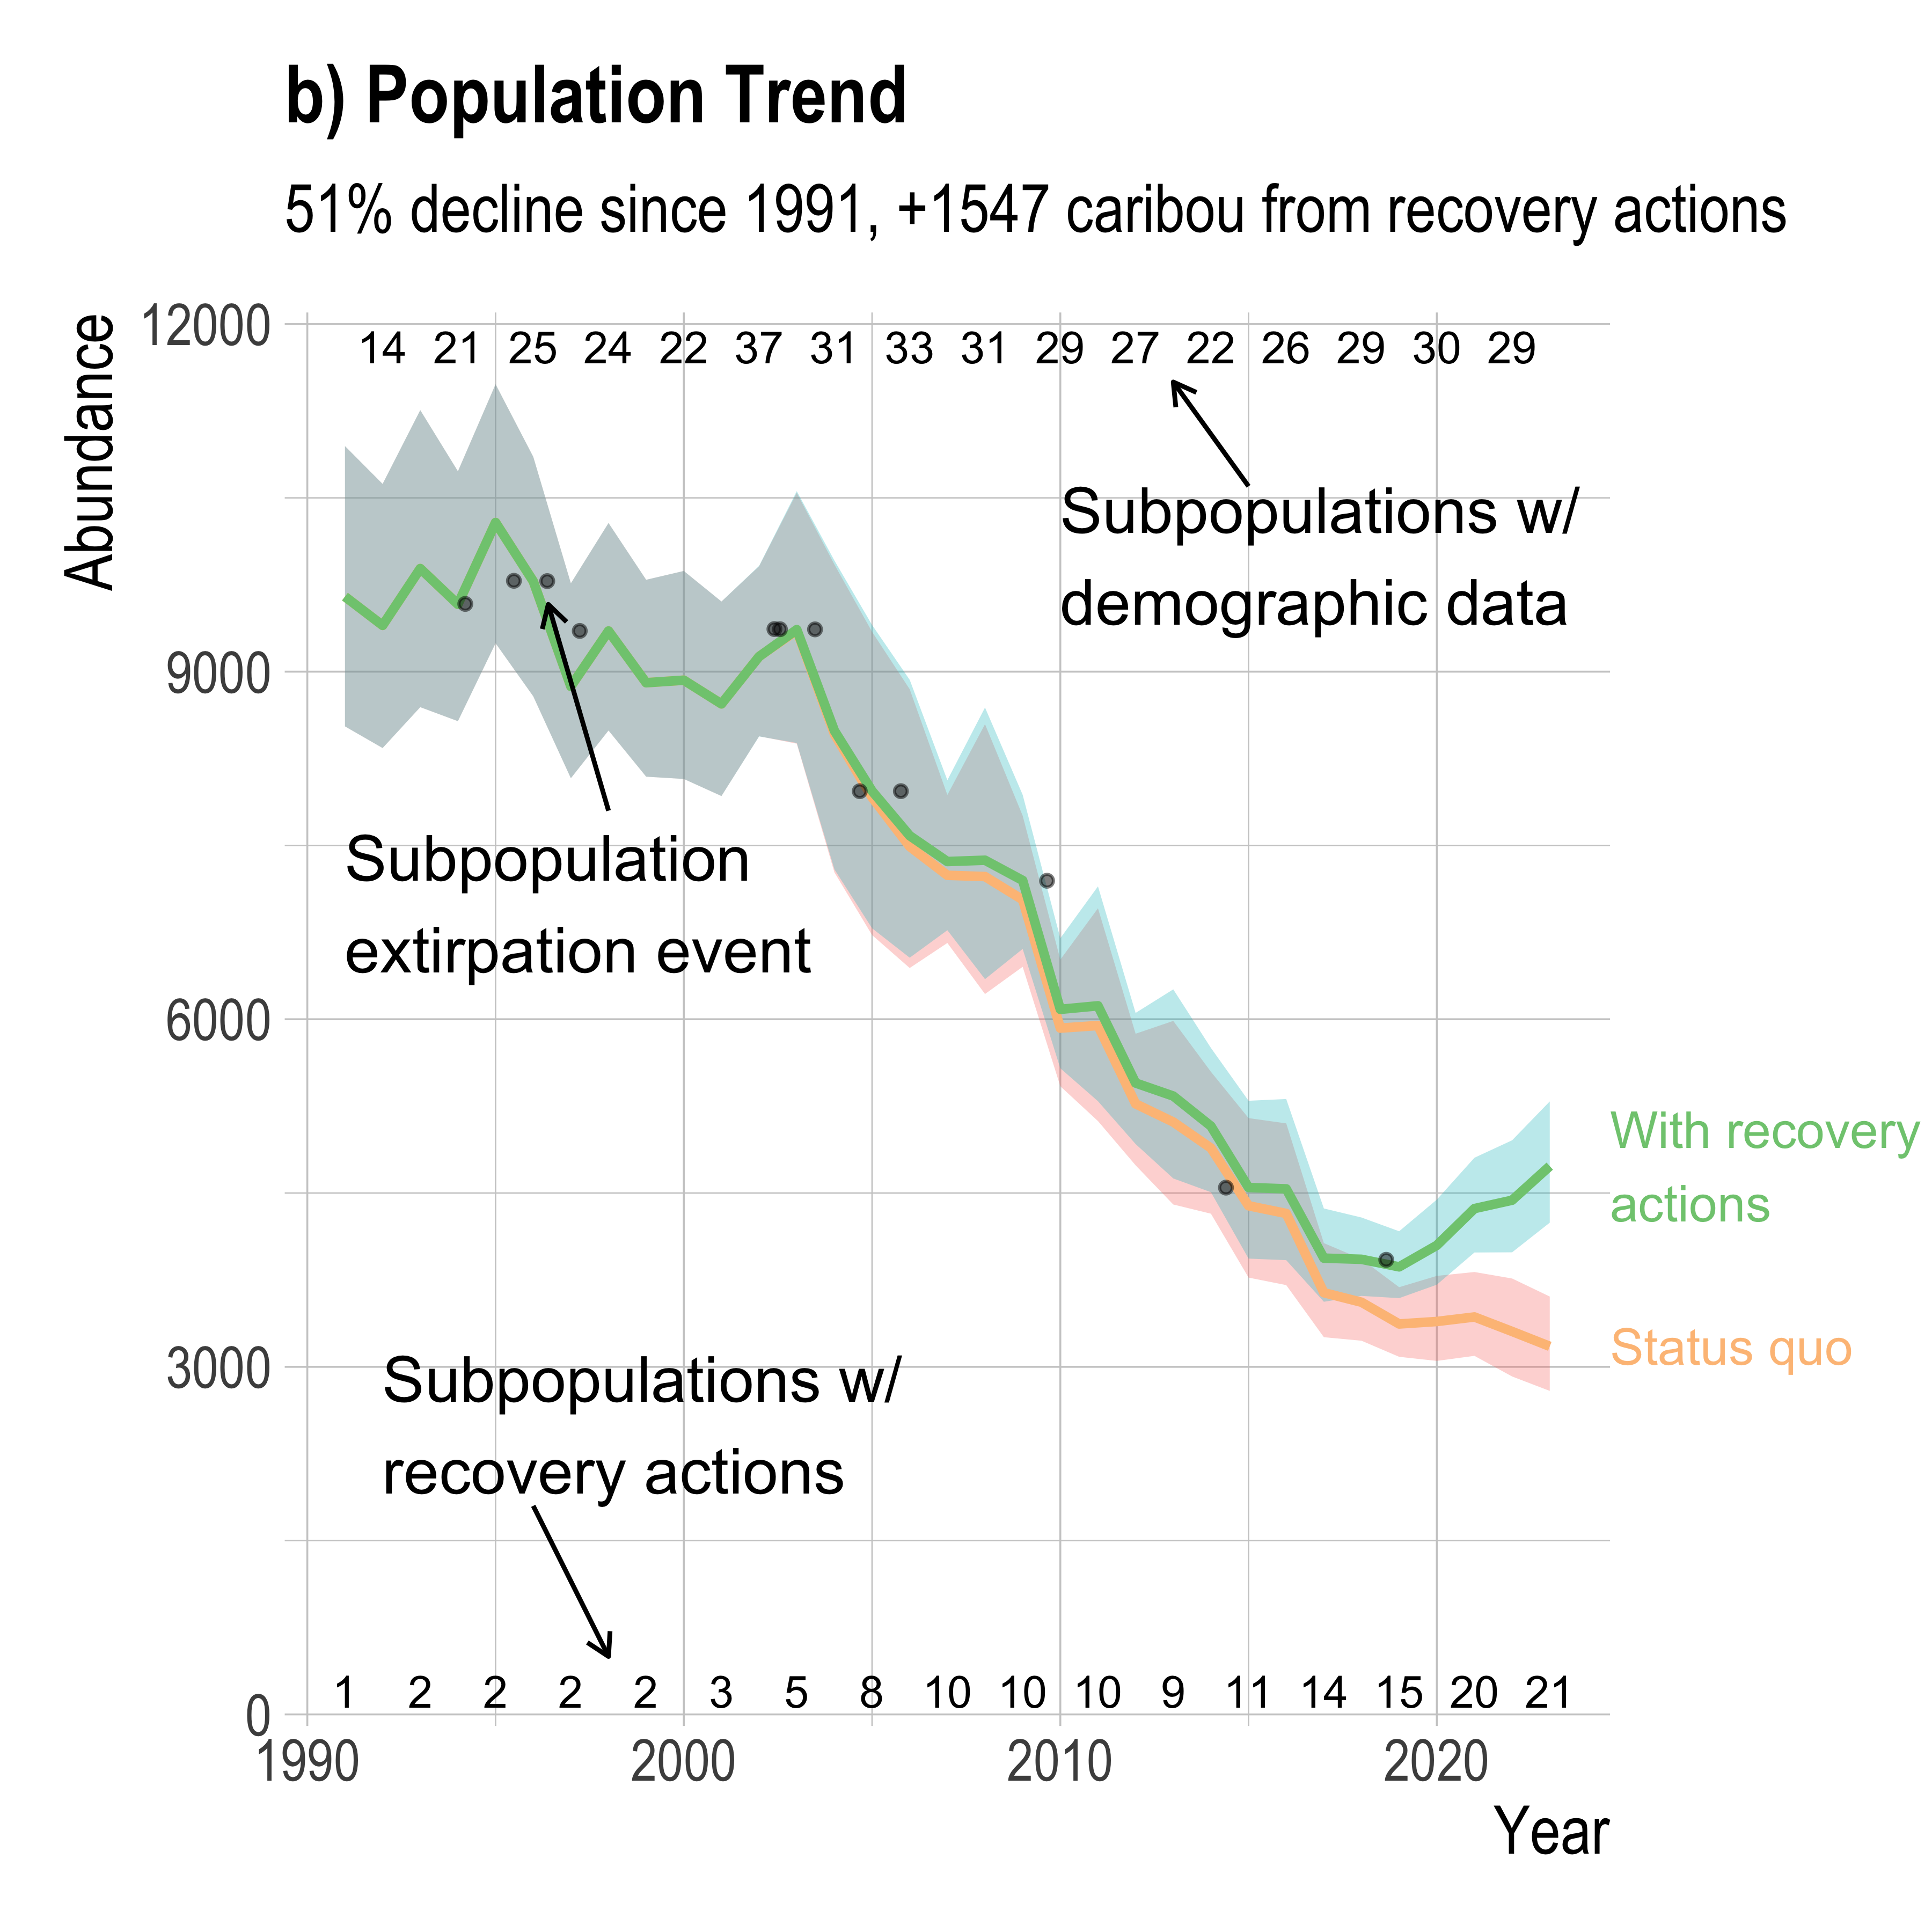 b) Population Trend
51% decline since 1991, +1547 caribou from recovery actions
Abundance
12000
14 21 25 24 22 37 31 33 31 29 27 22 26 29 30 29
Subpopulations w/
demographic data
9000
Subpopulation
extirpation event
6000
With recovery
actions
Status quo
3000
Subpopulations w/
recovery actions
1 2 2 2 2 3 5 8 10 10 10 9 11 14 15 20 21
0
1990 2000 2010 2020
Year